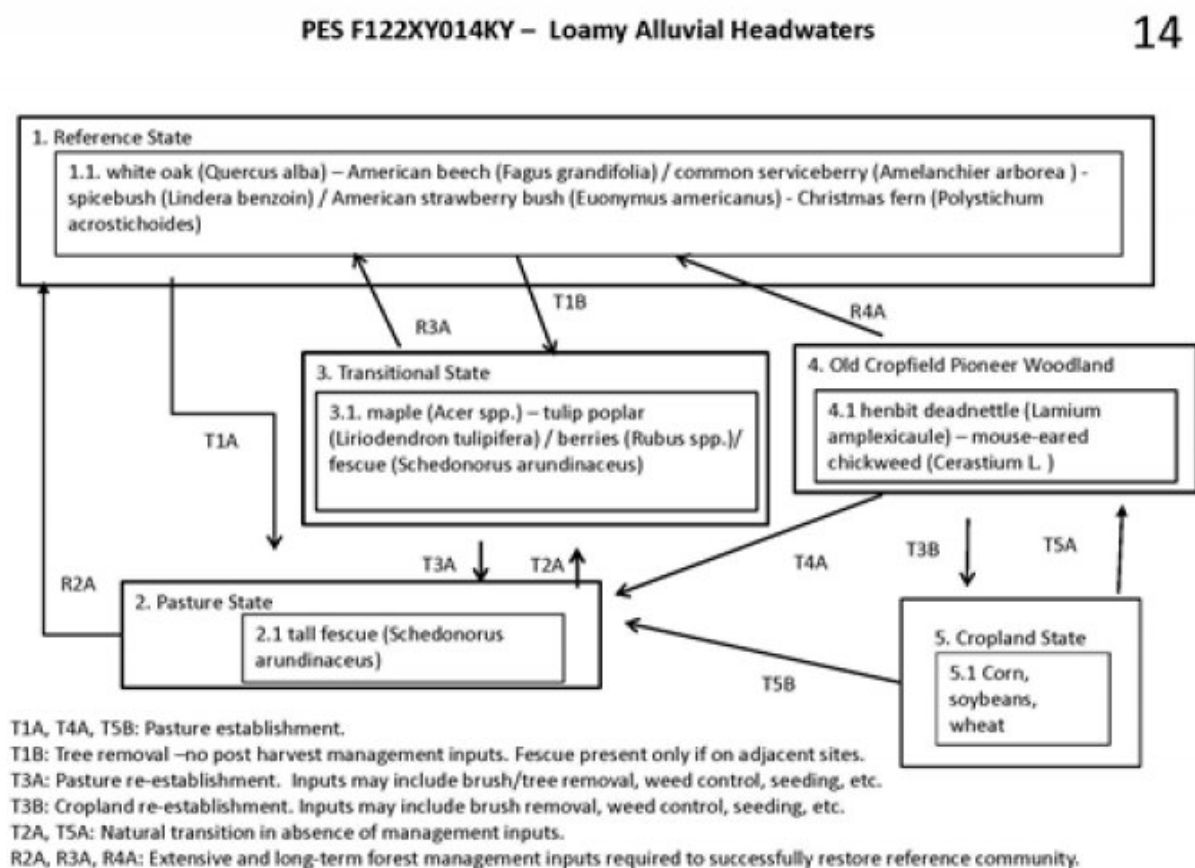 PES F122XY014KY – Loamy Alluvial Headwaters
14
1. Reference State
1.1. white oak (Quercus alba) – American beech (Fagus grandifolia) / common serviceberry (Amelanchier arborea ) -
spicebush (Lindera benzoin) / American strawberry bush (Euonymus americanus) - Christmas fern (Polystichum
acrostichoides)
T1B
R4A
R3A
3. Transitional State
3.1. maple (Acer spp.) – tulip poplar
(Liriodendron tulipifera) / berries (Rubus spp.)/
fescue (Schedonorus arundinaceus)
4. Old Cropfield Pioneer Woodland
4.1 henbit deadnettle (Lamium
amplexicaule) – mouse-eared
chickweed (Cerastium L. )
T1A
T3A
T2A
T4A
T3B
T5A
R2A
2. Pasture State
2.1 tall fescue (Schedonorus
arundinaceus)
5. Cropland State
5.1 Corn,
soybeans,
wheat
T5B
T1A, T4A, T5B: Pasture establishment.
T1B: Tree removal –no post harvest management inputs. Fescue present only if on adjacent sites.
T3A: Pasture re-establishment. Inputs may include brush/tree removal, weed control, seeding, etc.
T3B: Cropland re-establishment. Inputs may include brush removal, weed control, seeding, etc.
T2A, T5A: Natural transition in absence of management inputs.
R2A, R3A, R4A: Extensive and long-term forest management inputs required to successfully restore reference community.